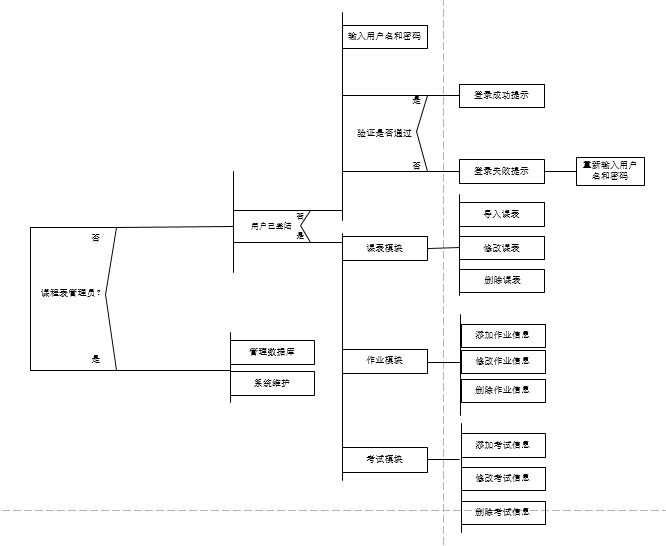 输入用户名和密码
是
登录成功提示
验证是否通过
否
登录失败提示
重新输入用户
名和密码
否
用户已登陆
是
导入课表
课表模块
修改课表
删除课表
否
课程表管理员?
是
管理数据库
系统维护
添加作业信息
作业模块
修改作业信息
删除作业信息
添加考试信息
考试模块
修改考试信息
删除考试信息